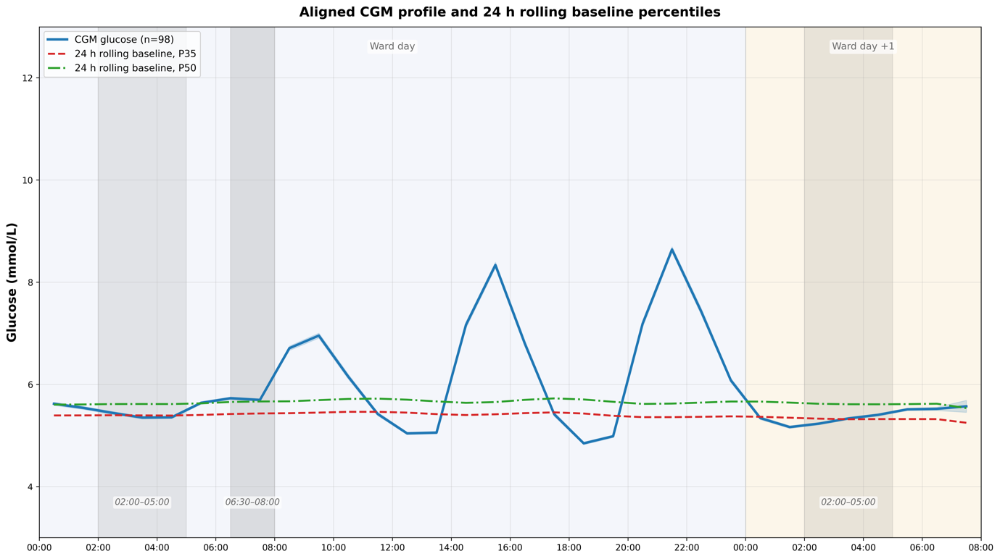 Aligned CGM profile and 24 h rolling baseline percentiles
CGM glucose (n=98)
24 h rolling baseline, P35
24 h rolling baseline, P50
Ward day
Ward day +1
Glucose (mmol/L)
12
10
8
6
4
02:00–05:00
06:30–08:00
02:00–05:00
00:00 02:00 04:00 06:00 08:00 10:00 12:00 14:00 16:00 18:00 20:00 22:00 00:00 02:00 04:00 06:00 08:00